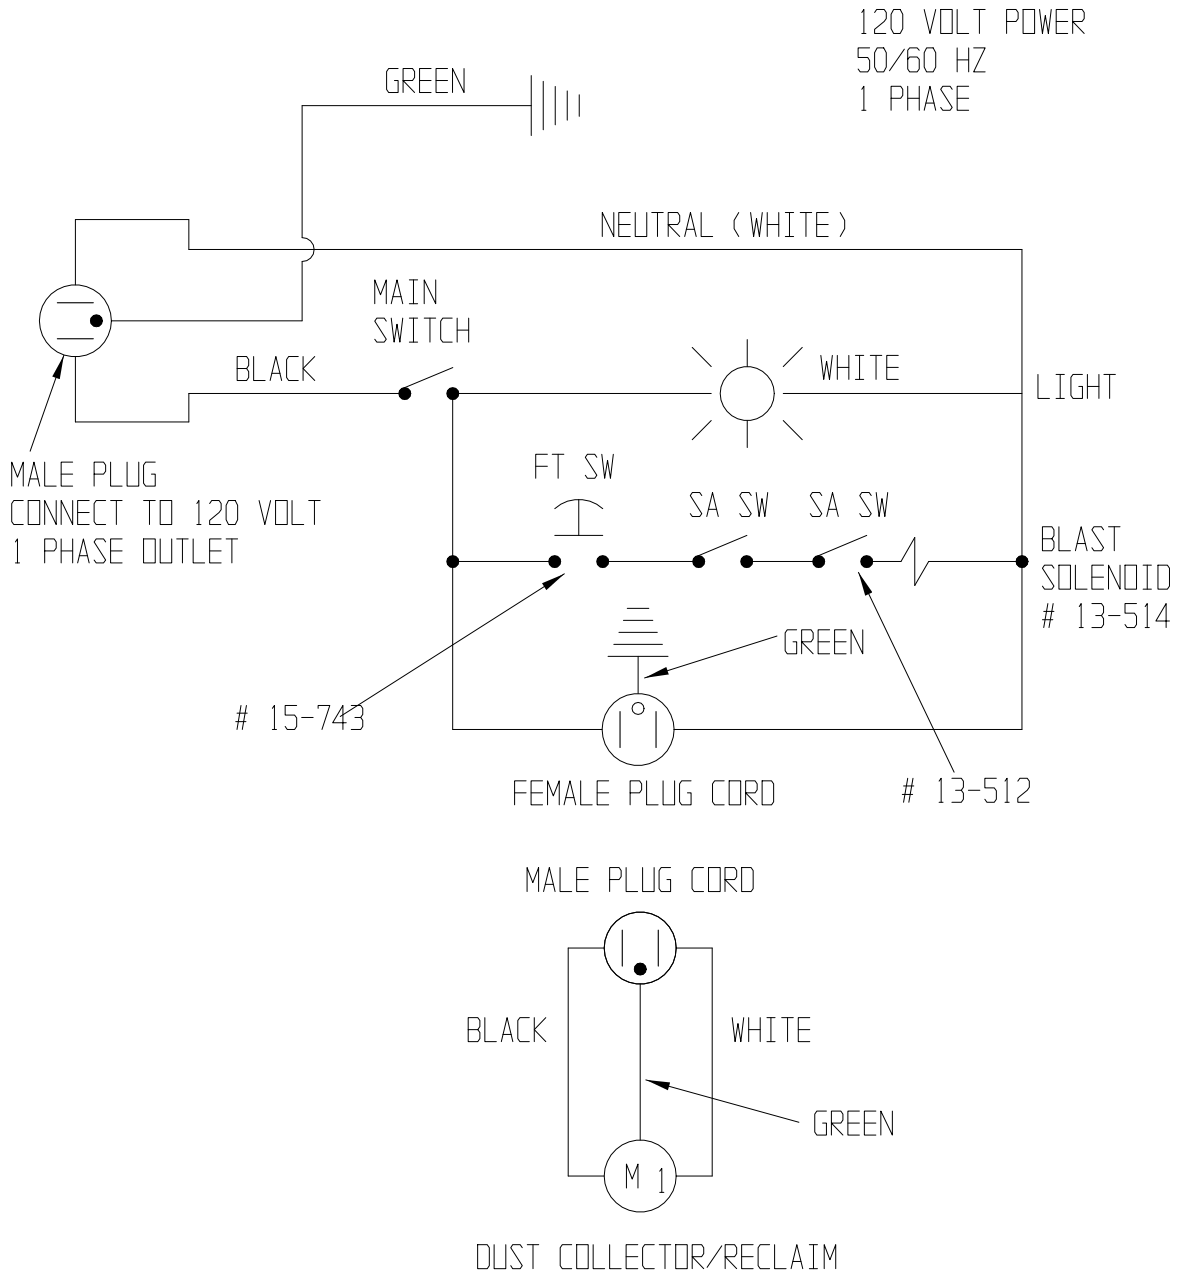 120 VOLT POWER
50/60 HZ
1 PHASE
GREEN
NEUTRAL (WHITE)
MAIN
SWITCH
BLACK
WHITE
LIGHT
MALE PLUG
CONNECT TO 120 VOLT
1 PHASE OUTLET
FT SW
SA SW
SA SW
BLAST
SOLENOID
# 13-514
GREEN
# 15-743
FEMALE PLUG CORD
# 13-512
MALE PLUG CORD
BLACK
WHITE
GREEN
M 1
DUST COLLECTOR/RECLAIM